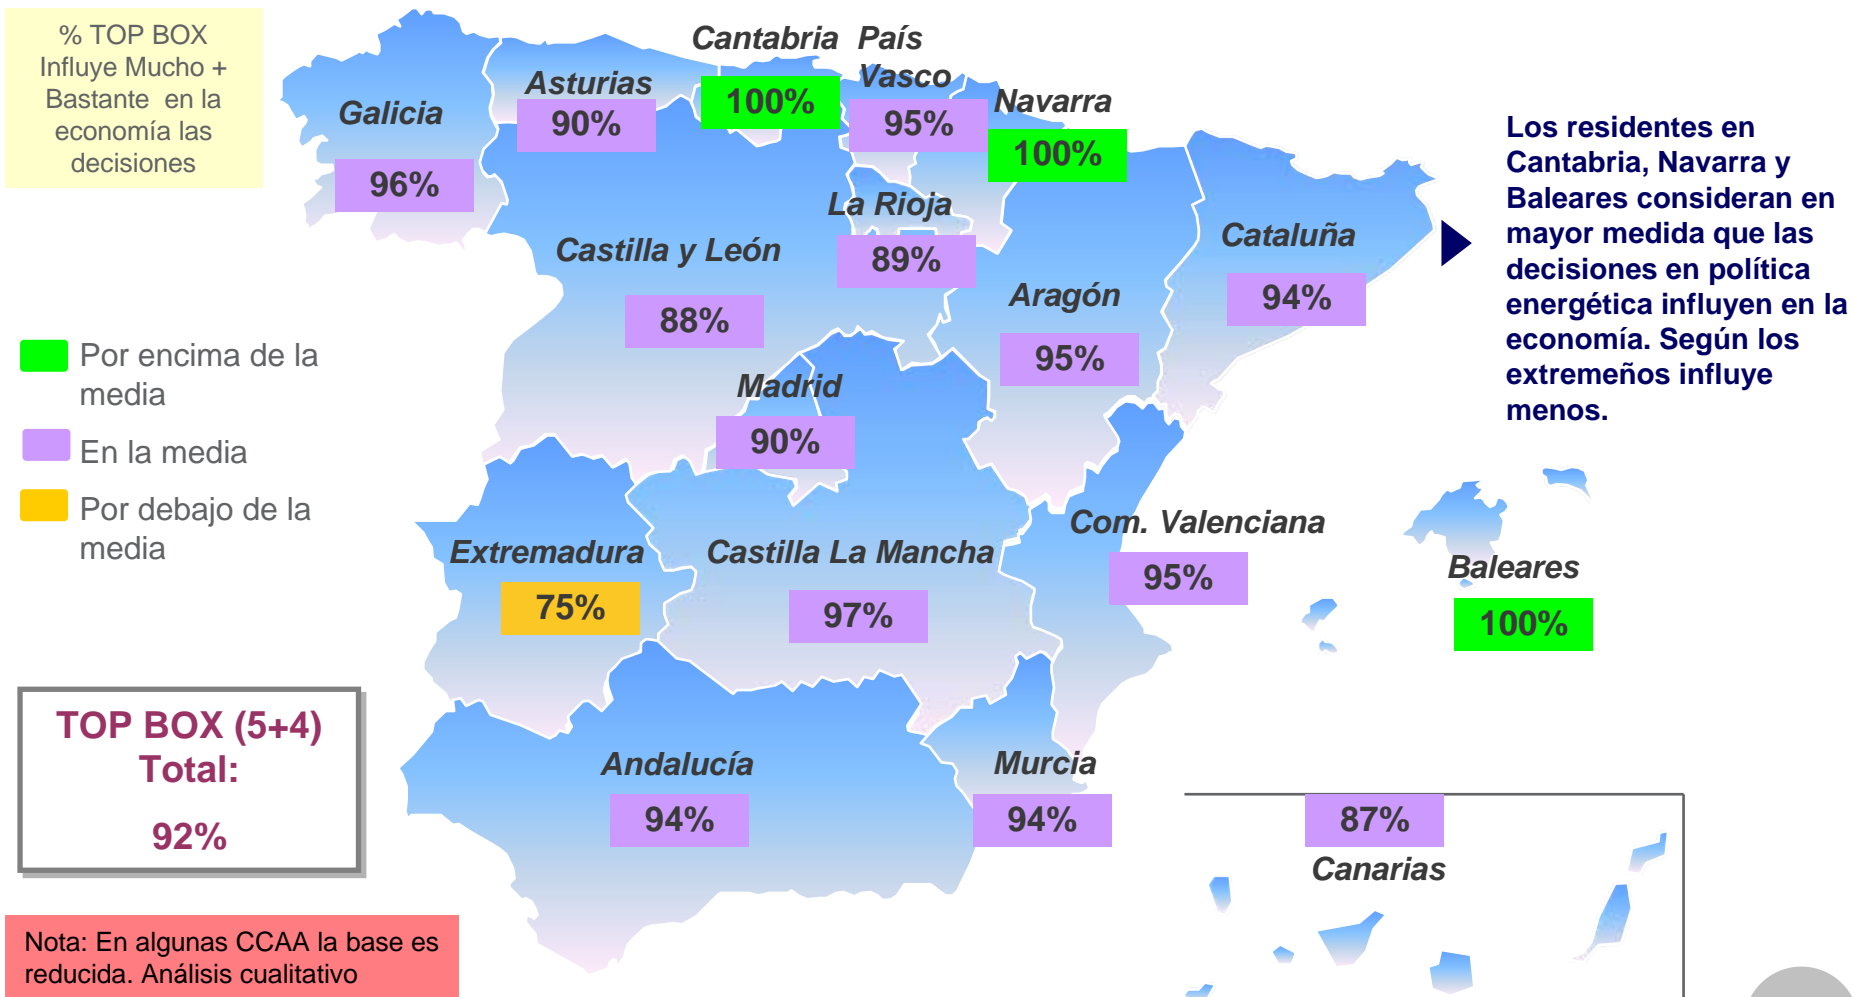 % TOP BOX
Influye Mucho +
Bastante en la
economía las
decisiones
Cantabria
100%
País
Vasco
95%
Asturias
90%
Galicia
96%
Navarra
100%
La Rioja
89%
Castilla y León
88%
Cataluña
94%
Aragón
95%
Madrid
90%
Com. Valenciana
95%
Extremadura
75%
Castilla La Mancha
97%
Baleares
100%
Andalucía
94%
Murcia
94%
87%
Canarias
Los residentes en
Cantabria, Navarra y
Baleares consideran en
mayor medida que las
decisiones en política
energética influyen en la
economía. Según los
extremeños influye
menos.
Por encima de la
media
En la media
Por debajo de la
media
TOP BOX (5+4)
Total:
92%
Nota: En algunas CCAA la base es
reducida. Análisis cualitativo